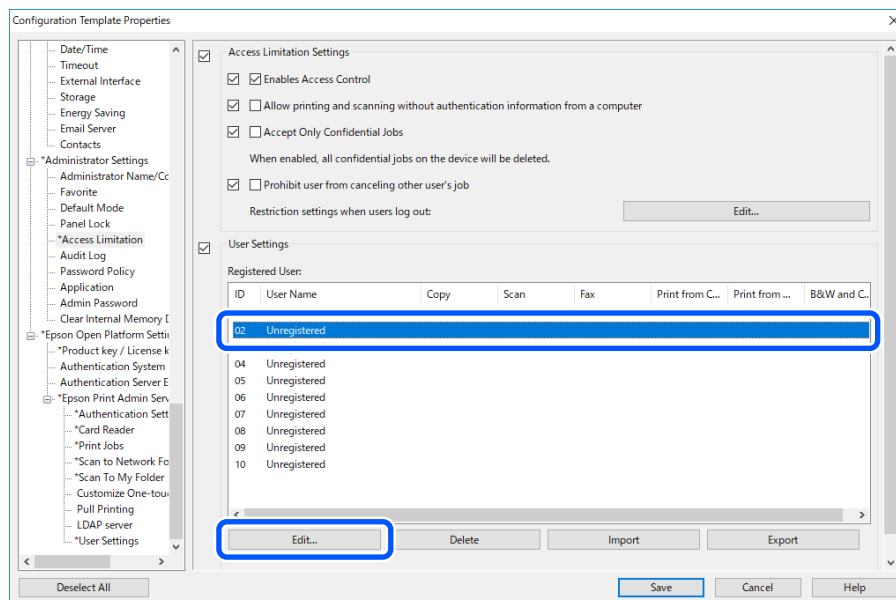 Configuration Template Properties
Date/Time
Timeout
External Interface
Storage
Energy Saving
Email Server
Contacts
*Administrator Settings
Administrator Name/Cc
Favorite
Default Mode
Panel Lock
*Access Limitation
Audit Log
Password Policy
Application
Admin Password
Clear Internal Memory D
*Epson Open Platform Settin
*Product key / License k
Authentication System
Authentication Server E
*Epson Print Admin Serv
*Authentication Sett
*Card Reader
*Print Jobs
*Scan to Network Fo
*Scan To My Folder
Customize One-touc
Pull Printing
LDAP server
*User Settings
Access Limitation Settings
Enables Access Control
Allow printing and scanning without authentication information from a computer
Accept Only Confidential Jobs
When enabled, all confidential jobs on the device will be deleted.
Prohibit user from canceling other user's job
Restriction settings when users log out: Edit...
User Settings
Registered User:
ID User Name Copy Scan Fax Print from C... Print from ... B&W and C...
02 Unregistered
04 Unregistered
05 Unregistered
06 Unregistered
07 Unregistered
08 Unregistered
09 Unregistered
10 Unregistered
Edit... Delete Import Export
Deselect All Save Cancel Help